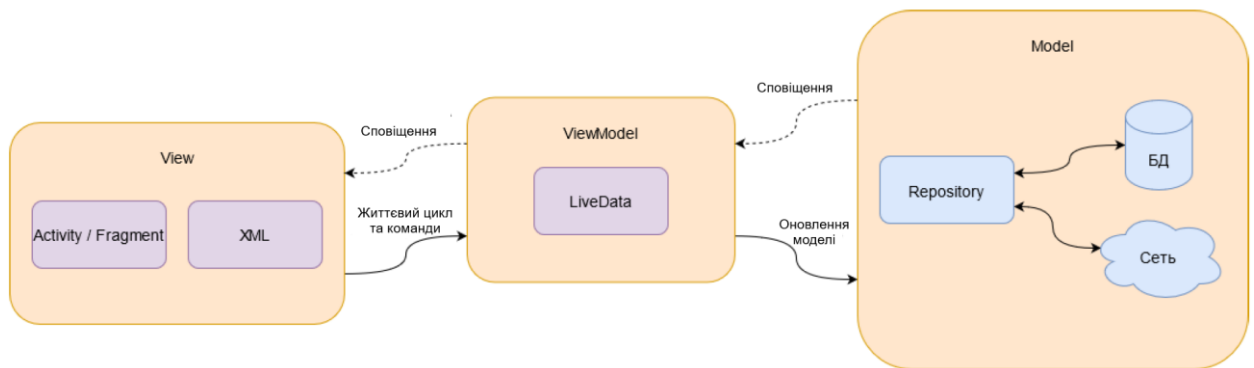 View
Activity / Fragment
XML
Сповіщення
Життєвий цикл
та команди
ViewModel
LiveData
Сповіщення
Оновлення
моделі
Model
Repository
БД
Сеть